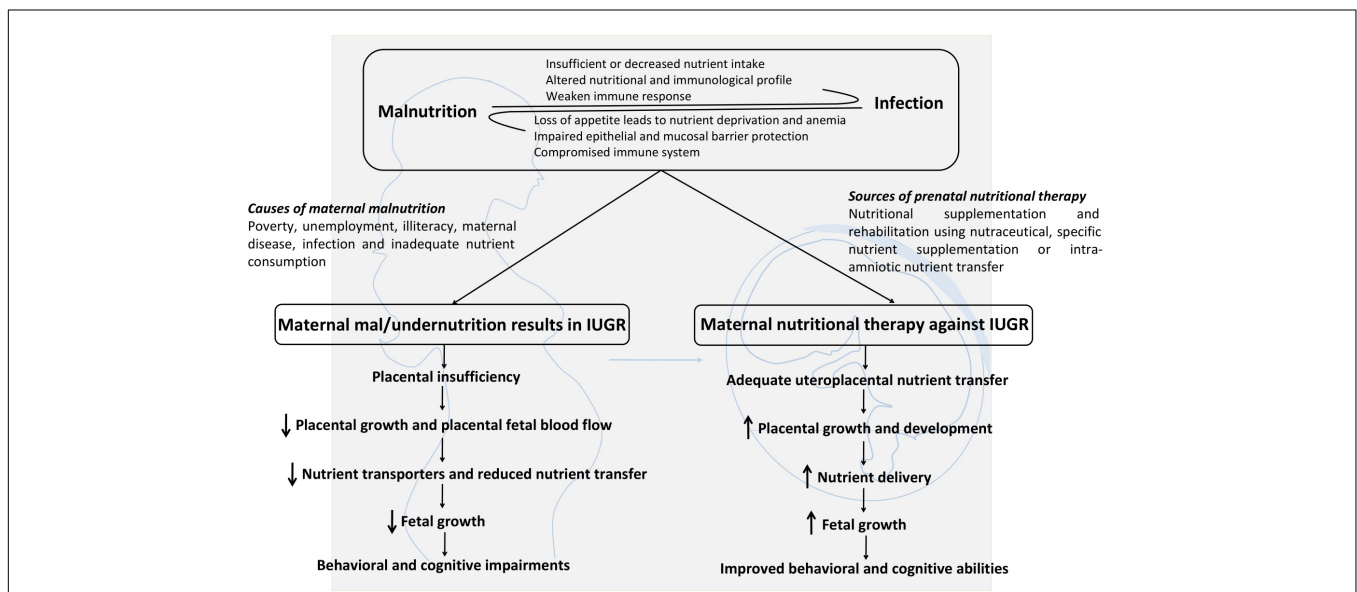 Insufficient or decreased nutrient intake
Altered nutritional and immunological profile
Weaken immune response
Malnutrition
Infection
Loss of appetite leads to nutrient deprivation and anemia
Impaired epithelial and mucosal barrier protection
Compromised immune system
Causes of maternal malnutrition
Poverty, unemployment, illiteracy, maternal
disease, infection and inadequate nutrient
consumption
Sources of prenatal nutritional therapy
Nutritional supplementation and
rehabilitation using nutraceutical, specific
nutrient supplementation or intra-
amniotic nutrient transfer
Maternal mal/undernutrition results in IUGR
Placental insufficiency
↓ Placental growth and placental fetal blood flow
↓ Nutrient transporters and reduced nutrient transfer
↓ Fetal growth
Behavioral and cognitive impairments
Maternal nutritional therapy against IUGR
Adequate uteroplacental nutrient transfer
↑ Placental growth and development
↑ Nutrient delivery
↑ Fetal growth
Improved behavioral and cognitive abilities